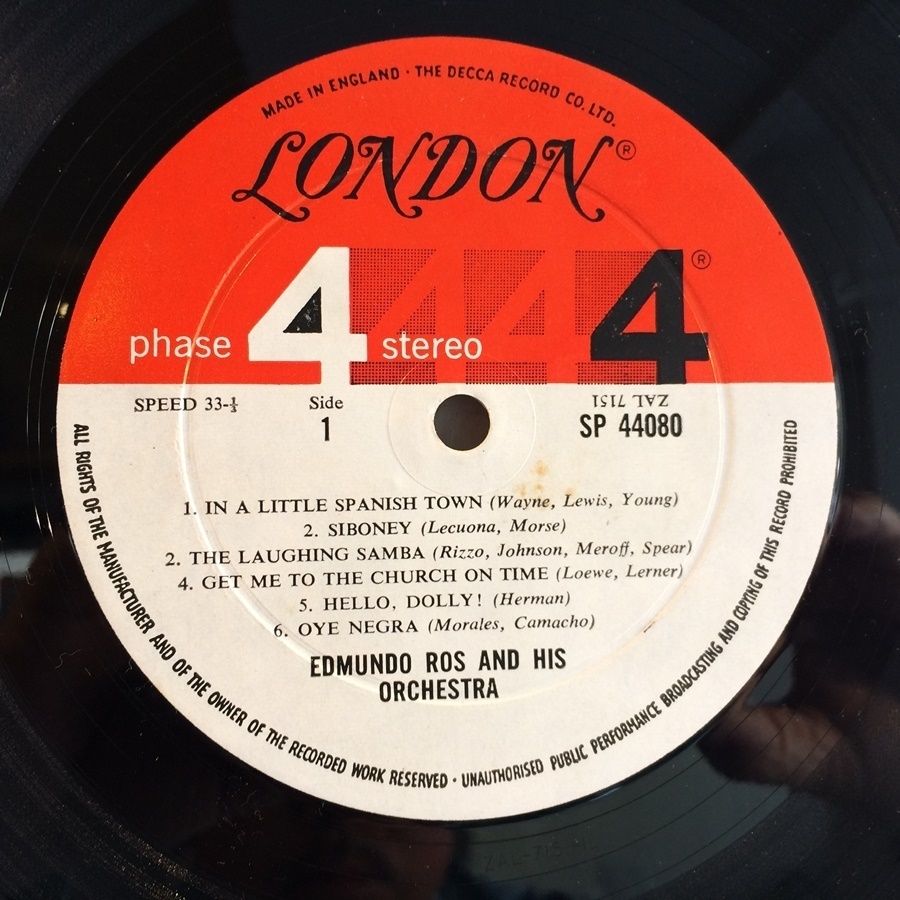 MADE IN ENGLAND · THE DECCA RECORD CO. LTD.
LONDON®
phase 4 stereo 4 4 4®
SPEED 33-⅓
Side
1
ZAL 7151
SP 44080
1. IN A LITTLE SPANISH TOWN (Wayne, Lewis, Young)
2. SIBONEY (Lecuona, Morse)
2. THE LAUGHING SAMBA (Rizzo, Johnson, Meroff, Spear)
4. GET ME TO THE CHURCH ON TIME (Loewe, Lerner)
5. HELLO, DOLLY! (Herman)
6. OYE NEGRA (Morales, Camacho)
EDMUNDO ROS AND HIS
ORCHESTRA
ALL RIGHTS OF THE MANUFACTURER AND OF THE OWNER OF THE RECORDED WORK RESERVED · UNAUTHORISED PUBLIC PERFORMANCE BROADCASTING AND COPYING OF THIS RECORD PROHIBITED